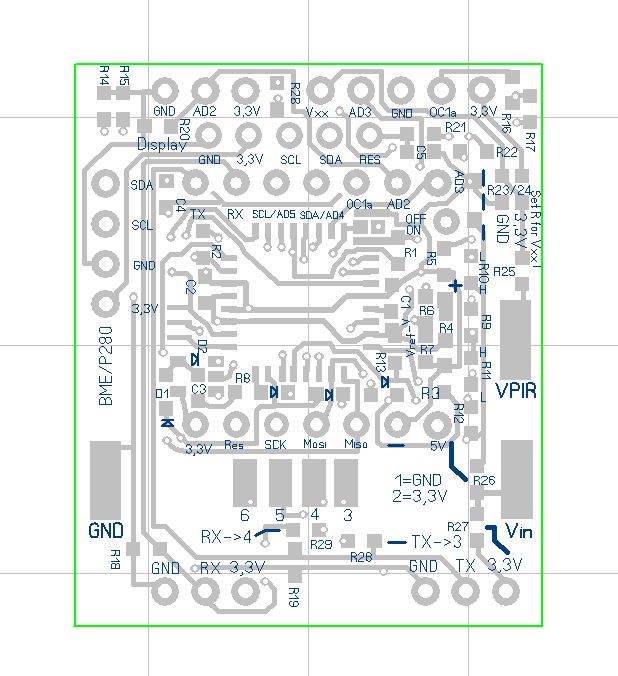 R14 R15
GND AD2 3,3V R28 Vxx AD3 GND OC1a 3,3V
R16 R17
R20 Display
GND 3,3V SCL SDA RES C5 R21 R22
SDA AD3 R23/24
C4 TX RX SCL/AD5 SDA/AD4 OC1a AD2
SCL OFF
ON GND 3,3V Set R for Vxx!
R2 R1 R5
GND L R10 H R25
C2 +
3,3V C1 R6 R9
R4
BME/P280 D2 Vref-v R7 H
R13 R11
R8
D1 C3 R3 L VPIR
R12
3,3V Res SCK Mosi Miso 5V
1=GND
2=3,3V R26
6 5 4 3
GND RX->4 R29 R27 Vin
R28 TX->3
R18 GND RX 3,3V GND TX 3,3V
R19